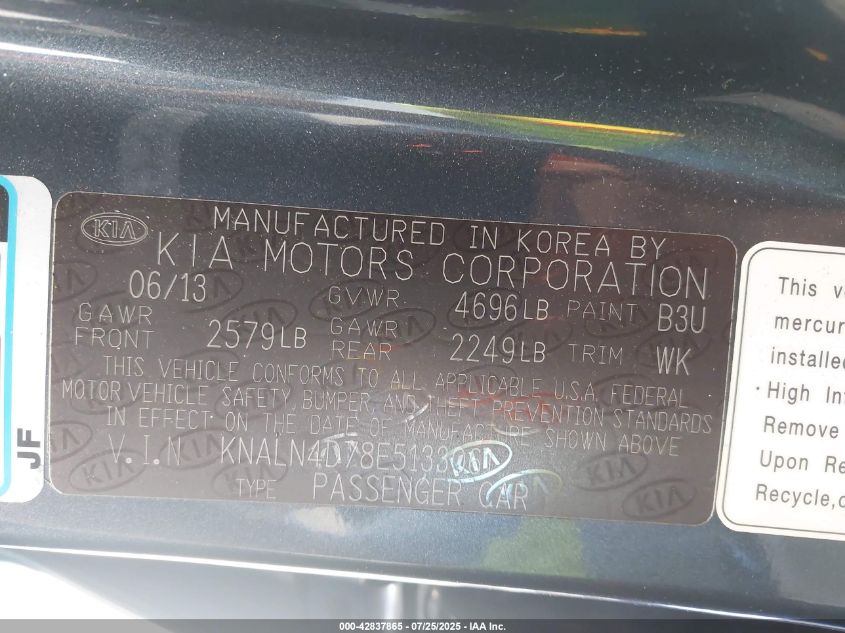 KIA
MANUFACTURED IN KOREA BY
KIA MOTORS CORPORATION
06/13 GVWR 4696LB PAINT B3U
GAWR FRONT 2579LB GAWR REAR 2249LB TRIM WK
THIS VEHICLE CONFORMS TO ALL APPLICABLE U.S.A. FEDERAL
MOTOR VEHICLE SAFETY, BUMPER, AND THEFT PREVENTION STANDARDS
IN EFFECT ON THE DATE OF MANUFACTURE SHOWN ABOVE
V.I.N KNALN4D78E5133
TYPE PASSENGER CAR
JF
This
mercur
installe
· High In
Remove
Upon Re
Recycle,
000-42837865 - 07/25/2025 - IAA Inc.